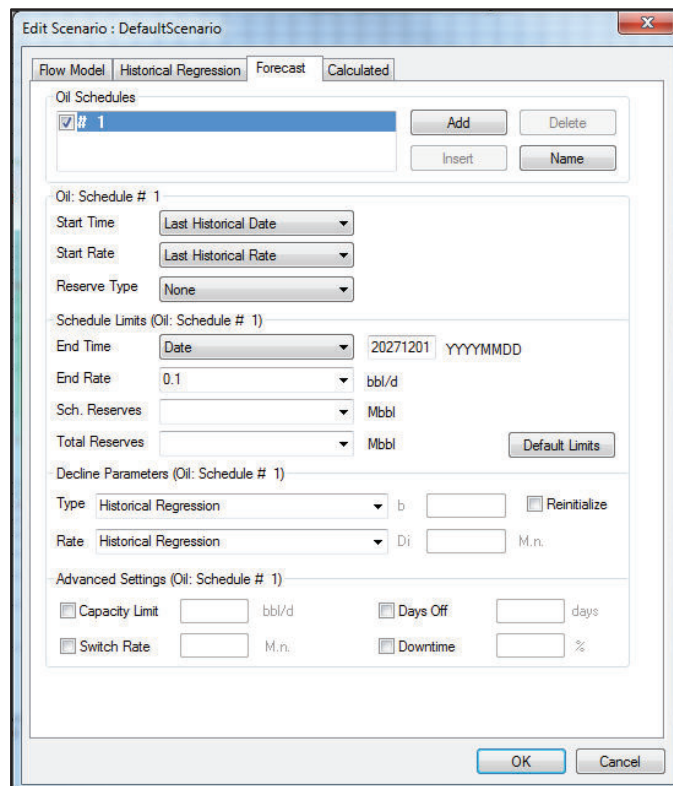 Edit Scenario : DefaultScenario
Flow Model Historical Regression Forecast Calculated
Oil Schedules
# 1
Add Delete
Insert Name
Oil: Schedule # 1
Start Time Last Historical Date
Start Rate Last Historical Rate
Reserve Type None
Schedule Limits (Oil: Schedule # 1)
End Time Date 20271201 YYYYMMDD
End Rate 0.1 bbl/d
Sch. Reserves Mbbl
Total Reserves Mbbl Default Limits
Decline Parameters (Oil: Schedule # 1)
Type Historical Regression b Reinitialize
Rate Historical Regression Di M.n.
Advanced Settings (Oil: Schedule # 1)
Capacity Limit bbl/d Days Off days
Switch Rate M.n. Downtime %
OK Cancel